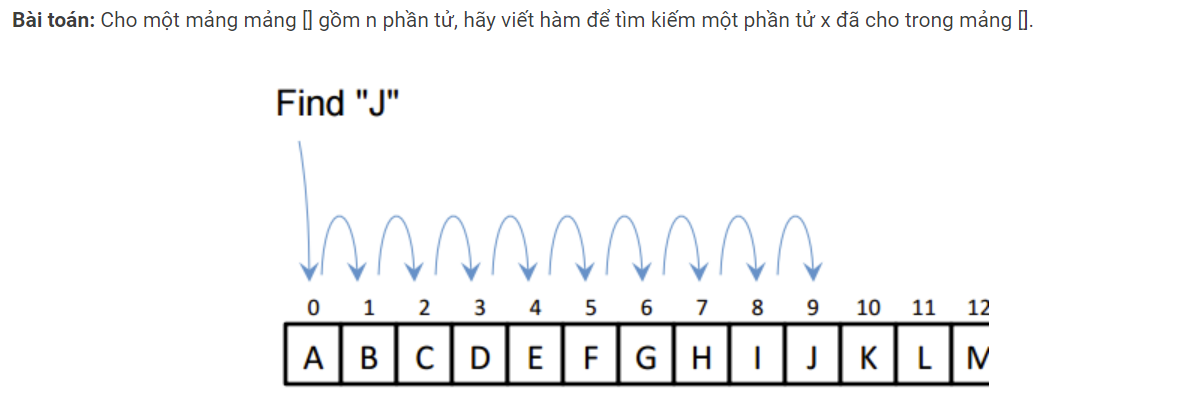 Bài toán: Cho một mảng mảng [] gồm n phần tử, hãy viết hàm để tìm kiếm một phần tử x đã cho trong mảng [].
Find "J"
0 1 2 3 4 5 6 7 8 9 10 11 12
A B C D E F G H I J K L M